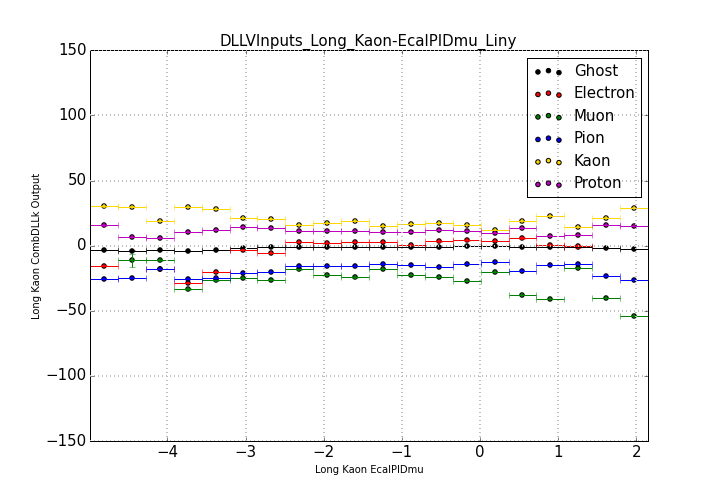 DLLVInputs_Long_Kaon-EcalPIDmu_Liny
150
100
50
0
−50
−100
−150
Long Kaon CombDLLk Output
Ghost
Electron
Muon
Pion
Kaon
Proton
−4 −3 −2 −1 0 1 2
Long Kaon EcalPIDmu